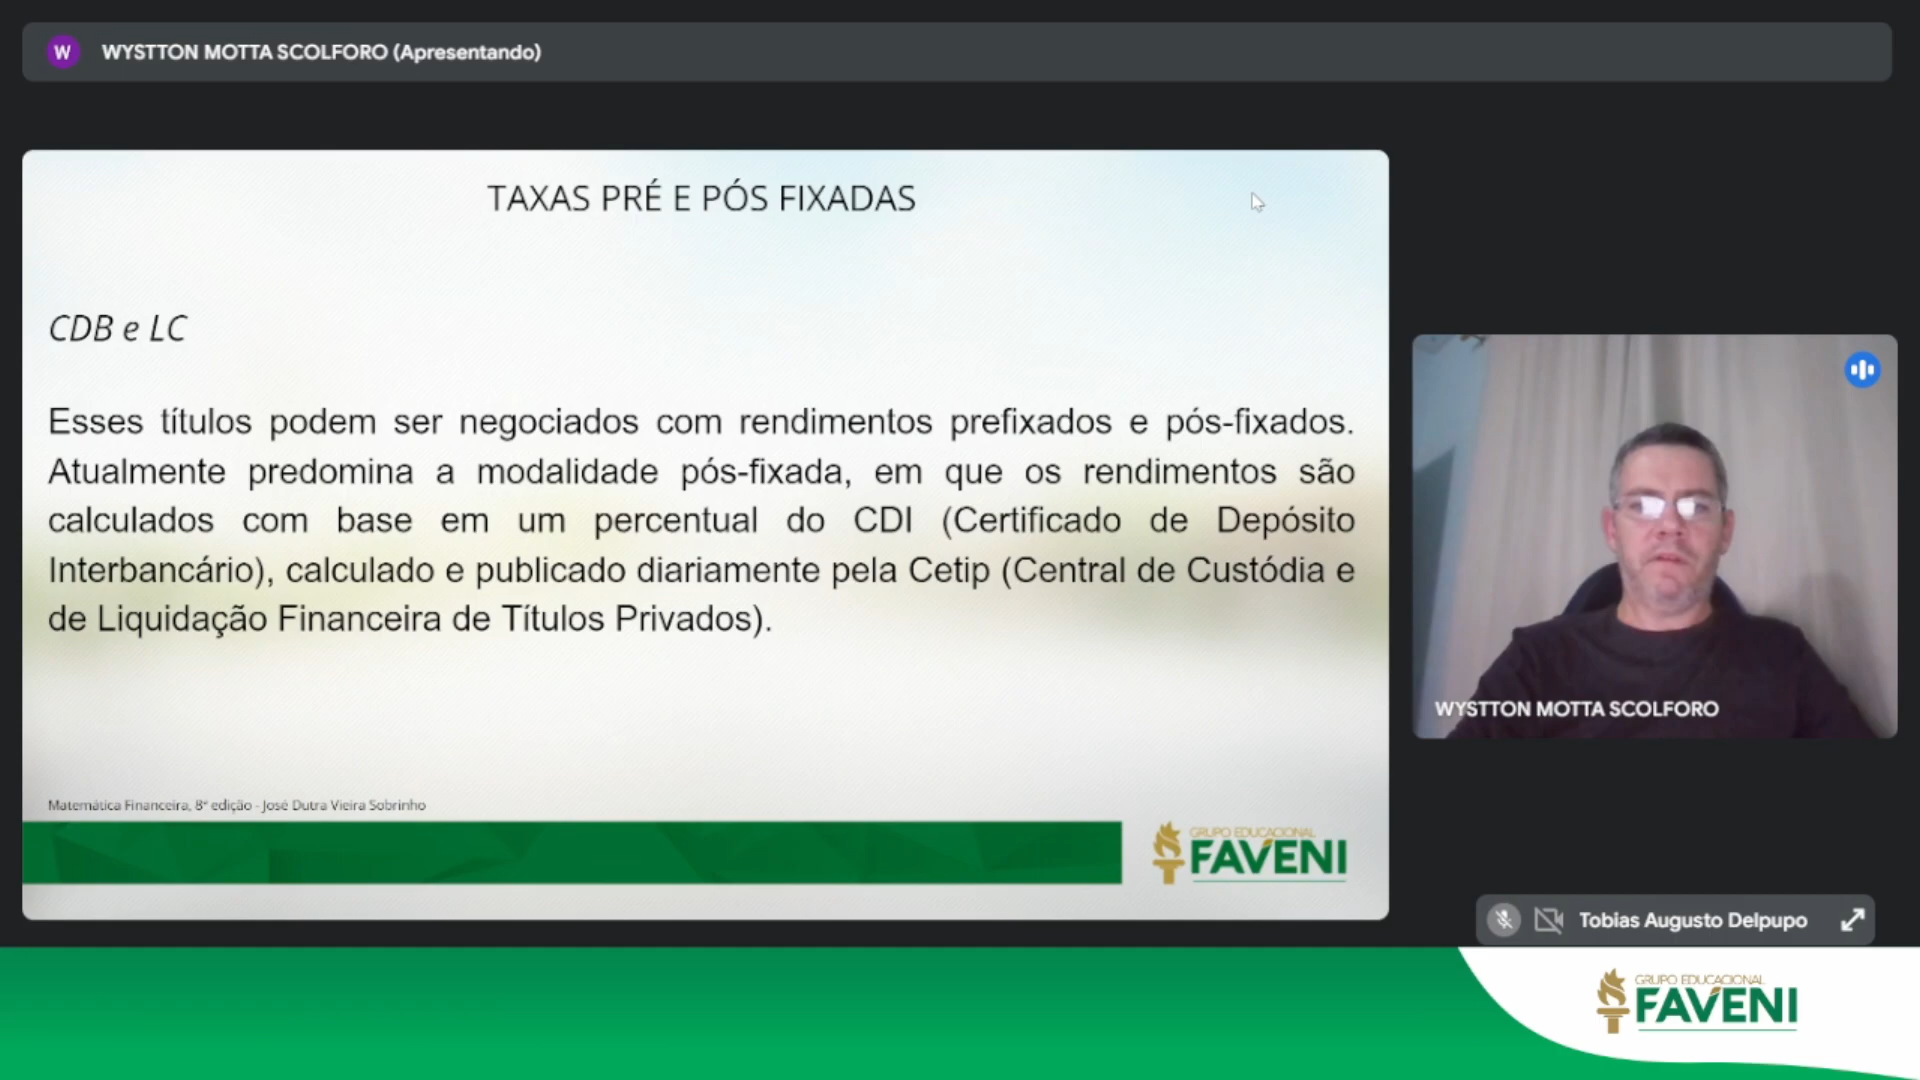 W WYSTTON MOTTA SCOLFORO (Apresentando)
TAXAS PRÉ E PÓS FIXADAS
CDB e LC
Esses títulos podem ser negociados com rendimentos prefixados e pós-fixados.
Atualmente predomina a modalidade pós-fixada, em que os rendimentos são
calculados com base em um percentual do CDI (Certificado de Depósito
Interbancário), calculado e publicado diariamente pela Cetip (Central de Custódia e
de Liquidação Financeira de Títulos Privados).
Matemática Financeira, 8ª edição - José Dutra Vieira Sobrinho
GRUPO EDUCACIONAL
FAVENI
WYSTTON MOTTA SCOLFORO
Tobias Augusto Delpupo
GRUPO EDUCACIONAL
FAVENI